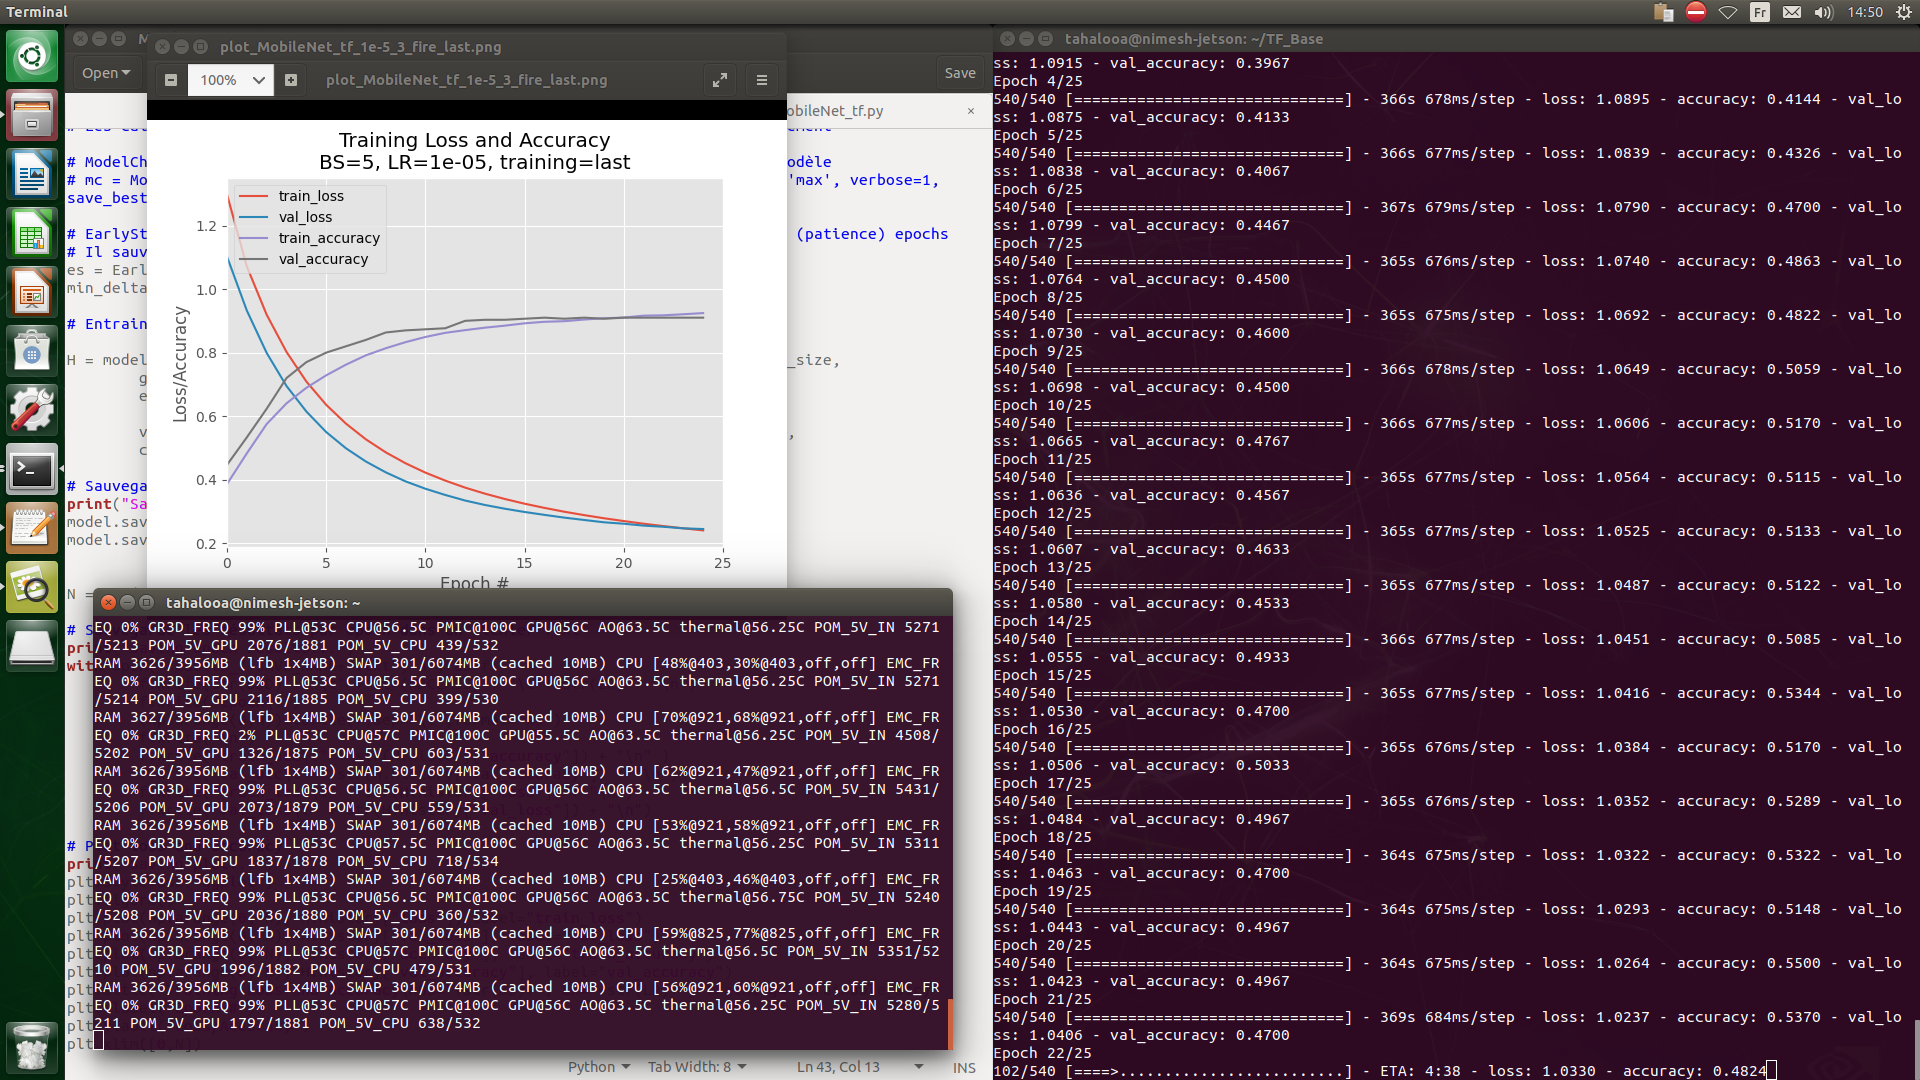 Terminal
Fr
14:50
M
plot_MobileNet_tf_1e-5_3_fire_last.png
tahalooa@nimesh-jetson: ~/TF_Base
Open
100%
plot_MobileNet_tf_1e-5_3_fire_last.png
Save
obileNet_tf.py
×
# ModelCh
odèle
# mc = Mo
'max', verbose=1,
save_best
# EarlySt
(patience) epochs
# Il sauv
es = Earl
min_delta
# Entrain
H = model
_size,
g
e
v
,
c
# Sauvega
print("Sa
model.sav
model.sav
N =
# S
pri
wit
Training Loss and Accuracy
BS=5, LR=1e-05, training=last
train_loss
val_loss
train_accuracy
val_accuracy
1.2
1.0
0.8
0.6
0.4
0.2
Loss/Accuracy
0 5 10 15 20 25
Epoch #
tahalooa@nimesh-jetson: ~
EQ 0% GR3D_FREQ 99% PLL@53C CPU@56.5C PMIC@100C GPU@56C AO@63.5C thermal@56.25C POM_5V_IN 5271
/5213 POM_5V_GPU 2076/1881 POM_5V_CPU 439/532
RAM 3626/3956MB (lfb 1x4MB) SWAP 301/6074MB (cached 10MB) CPU [48%@403,30%@403,off,off] EMC_FR
EQ 0% GR3D_FREQ 99% PLL@53C CPU@56.5C PMIC@100C GPU@56C AO@63.5C thermal@56.25C POM_5V_IN 5271
/5214 POM_5V_GPU 2116/1885 POM_5V_CPU 399/530
RAM 3627/3956MB (lfb 1x4MB) SWAP 301/6074MB (cached 10MB) CPU [70%@921,68%@921,off,off] EMC_FR
EQ 0% GR3D_FREQ 2% PLL@53C CPU@57C PMIC@100C GPU@55.5C AO@63.5C thermal@56.25C POM_5V_IN 4508/
5202 POM_5V_GPU 1326/1875 POM_5V_CPU 603/531
RAM 3626/3956MB (lfb 1x4MB) SWAP 301/6074MB (cached 10MB) CPU [62%@921,47%@921,off,off] EMC_FR
EQ 0% GR3D_FREQ 99% PLL@53C CPU@56.5C PMIC@100C GPU@56C AO@63.5C thermal@56.5C POM_5V_IN 5431/
5206 POM_5V_GPU 2073/1879 POM_5V_CPU 559/531
RAM 3626/3956MB (lfb 1x4MB) SWAP 301/6074MB (cached 10MB) CPU [53%@921,58%@921,off,off] EMC_FR
EQ 0% GR3D_FREQ 99% PLL@53C CPU@57.5C PMIC@100C GPU@56C AO@63.5C thermal@56.25C POM_5V_IN 5311
/5207 POM_5V_GPU 1837/1878 POM_5V_CPU 718/534
RAM 3626/3956MB (lfb 1x4MB) SWAP 301/6074MB (cached 10MB) CPU [25%@403,46%@403,off,off] EMC_FR
EQ 0% GR3D_FREQ 99% PLL@53C CPU@56.5C PMIC@100C GPU@56C AO@63.5C thermal@56.75C POM_5V_IN 5240
/5208 POM_5V_GPU 2036/1880 POM_5V_CPU 360/532
RAM 3626/3956MB (lfb 1x4MB) SWAP 301/6074MB (cached 10MB) CPU [59%@825,77%@825,off,off] EMC_FR
EQ 0% GR3D_FREQ 99% PLL@53C CPU@57C PMIC@100C GPU@56C AO@63.5C thermal@56.5C POM_5V_IN 5351/52
10 POM_5V_GPU 1996/1882 POM_5V_CPU 479/531
RAM 3626/3956MB (lfb 1x4MB) SWAP 301/6074MB (cached 10MB) CPU [56%@921,60%@921,off,off] EMC_FR
EQ 0% GR3D_FREQ 99% PLL@53C CPU@57C PMIC@100C GPU@56C AO@63.5C thermal@56.25C POM_5V_IN 5280/5
211 POM_5V_GPU 1797/1881 POM_5V_CPU 638/532
# P
pri
plt
plt
plt
plt
plt
plt
plt
plt
plt
plt
Python
Tab Width: 8
Ln 43, Col 13
INS
ss: 1.0915 - val_accuracy: 0.3967
Epoch 4/25
540/540 [==============================] - 366s 678ms/step - loss: 1.0895 - accuracy: 0.4144 - val_lo
ss: 1.0875 - val_accuracy: 0.4133
Epoch 5/25
540/540 [==============================] - 366s 677ms/step - loss: 1.0839 - accuracy: 0.4326 - val_lo
ss: 1.0838 - val_accuracy: 0.4067
Epoch 6/25
540/540 [==============================] - 367s 679ms/step - loss: 1.0790 - accuracy: 0.4700 - val_lo
ss: 1.0799 - val_accuracy: 0.4467
Epoch 7/25
540/540 [==============================] - 365s 676ms/step - loss: 1.0740 - accuracy: 0.4863 - val_lo
ss: 1.0764 - val_accuracy: 0.4500
Epoch 8/25
540/540 [==============================] - 365s 675ms/step - loss: 1.0692 - accuracy: 0.4822 - val_lo
ss: 1.0730 - val_accuracy: 0.4600
Epoch 9/25
540/540 [==============================] - 366s 678ms/step - loss: 1.0649 - accuracy: 0.5059 - val_lo
ss: 1.0698 - val_accuracy: 0.4500
Epoch 10/25
540/540 [==============================] - 366s 677ms/step - loss: 1.0606 - accuracy: 0.5170 - val_lo
ss: 1.0665 - val_accuracy: 0.4767
Epoch 11/25
540/540 [==============================] - 365s 677ms/step - loss: 1.0564 - accuracy: 0.5115 - val_lo
ss: 1.0636 - val_accuracy: 0.4567
Epoch 12/25
540/540 [==============================] - 365s 677ms/step - loss: 1.0525 - accuracy: 0.5133 - val_lo
ss: 1.0607 - val_accuracy: 0.4633
Epoch 13/25
540/540 [==============================] - 365s 677ms/step - loss: 1.0487 - accuracy: 0.5122 - val_lo
ss: 1.0580 - val_accuracy: 0.4533
Epoch 14/25
540/540 [==============================] - 366s 677ms/step - loss: 1.0451 - accuracy: 0.5085 - val_lo
ss: 1.0555 - val_accuracy: 0.4933
Epoch 15/25
540/540 [==============================] - 365s 677ms/step - loss: 1.0416 - accuracy: 0.5344 - val_lo
ss: 1.0530 - val_accuracy: 0.4700
Epoch 16/25
540/540 [==============================] - 365s 676ms/step - loss: 1.0384 - accuracy: 0.5170 - val_lo
ss: 1.0506 - val_accuracy: 0.5033
Epoch 17/25
540/540 [==============================] - 365s 676ms/step - loss: 1.0352 - accuracy: 0.5289 - val_lo
ss: 1.0484 - val_accuracy: 0.4967
Epoch 18/25
540/540 [==============================] - 364s 675ms/step - loss: 1.0322 - accuracy: 0.5322 - val_lo
ss: 1.0463 - val_accuracy: 0.4700
Epoch 19/25
540/540 [==============================] - 364s 675ms/step - loss: 1.0293 - accuracy: 0.5148 - val_lo
ss: 1.0443 - val_accuracy: 0.4967
Epoch 20/25
540/540 [==============================] - 364s 675ms/step - loss: 1.0264 - accuracy: 0.5500 - val_lo
ss: 1.0423 - val_accuracy: 0.4967
Epoch 21/25
540/540 [==============================] - 369s 684ms/step - loss: 1.0237 - accuracy: 0.5370 - val_lo
ss: 1.0406 - val_accuracy: 0.4700
Epoch 22/25
102/540 [====>.........................] - ETA: 4:38 - loss: 1.0330 - accuracy: 0.4824